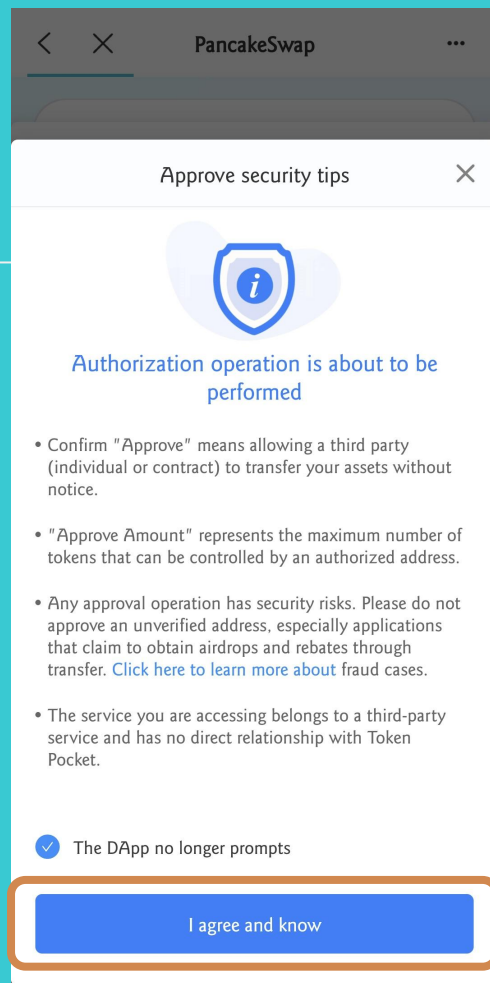 PancakeSwap
Approve security tips
i
Authorization operation is about to be
performed
• Confirm "Approve" means allowing a third party
(individual or contract) to transfer your assets without
notice.
• "Approve Amount" represents the maximum number of
tokens that can be controlled by an authorized address.
• Any approval operation has security risks. Please do not
approve an unverified address, especially applications
that claim to obtain airdrops and rebates through
transfer. Click here to learn more about fraud cases.
• The service you are accessing belongs to a third-party
service and has no direct relationship with Token
Pocket.
The DApp no longer prompts
I agree and know